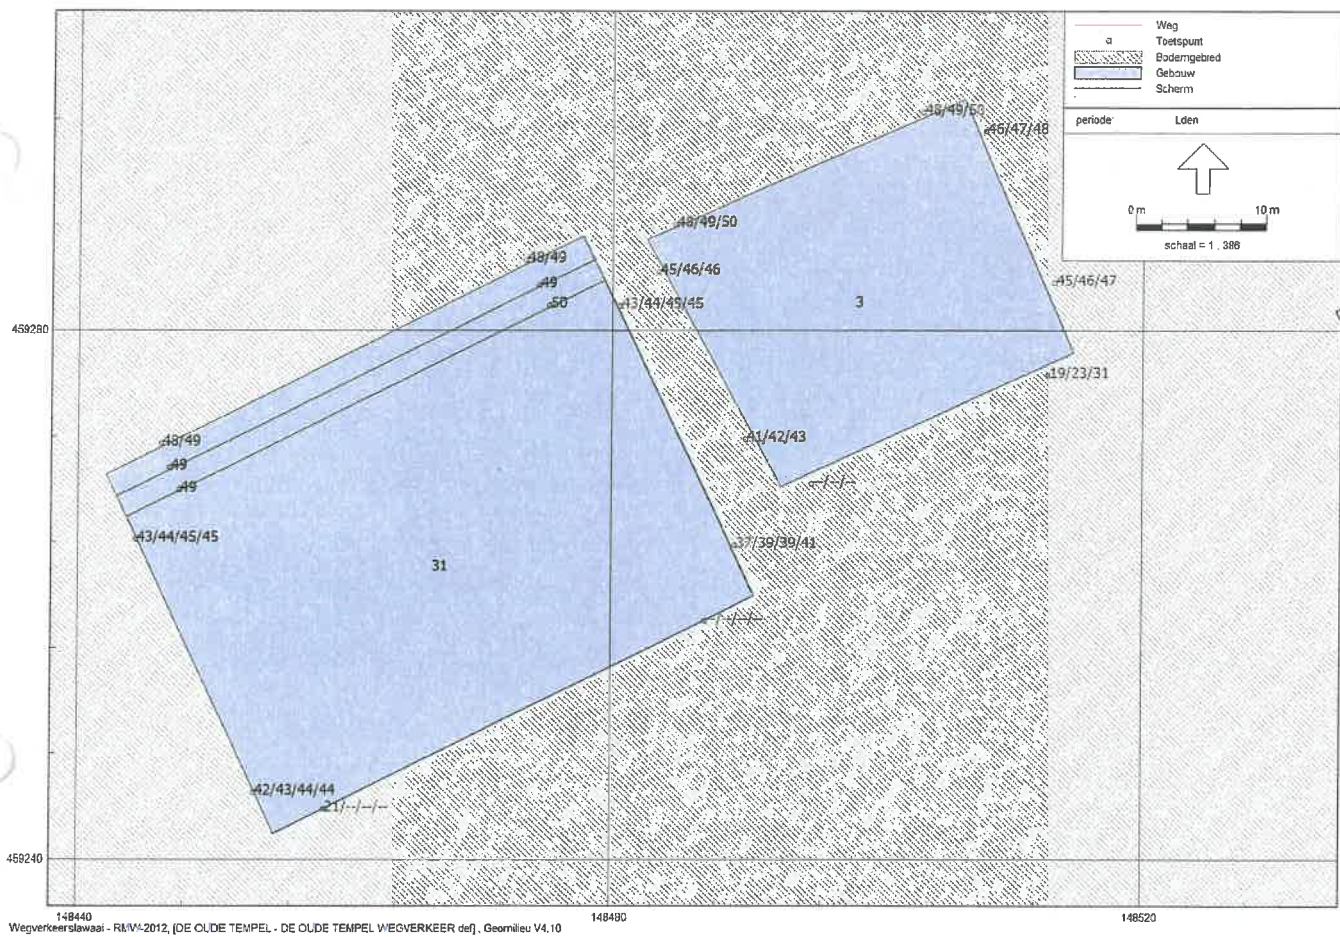 Weg
a Toetspunt
Bodemgebied
Gebouw
Scherm
periode: Lden
0 m 10 m
schaal = 1 : 386
48/49/50
46/47/48
48/49/50
48/49
45/46/46
49
45/46/47
50
43/44/45/45
3
459280
19/23/31
48/49
41/42/43
49
49
--/--/--
43/44/45/45
37/39/39/41
31
--/--/--/--
42/43/44/44
21/--/--/--
459240
148440 148480 148520
Wegverkeerslawaai - RMW-2012, [DE OUDE TEMPEL - DE OUDE TEMPEL WEGVERKEER def] , Geomilieu V4.10